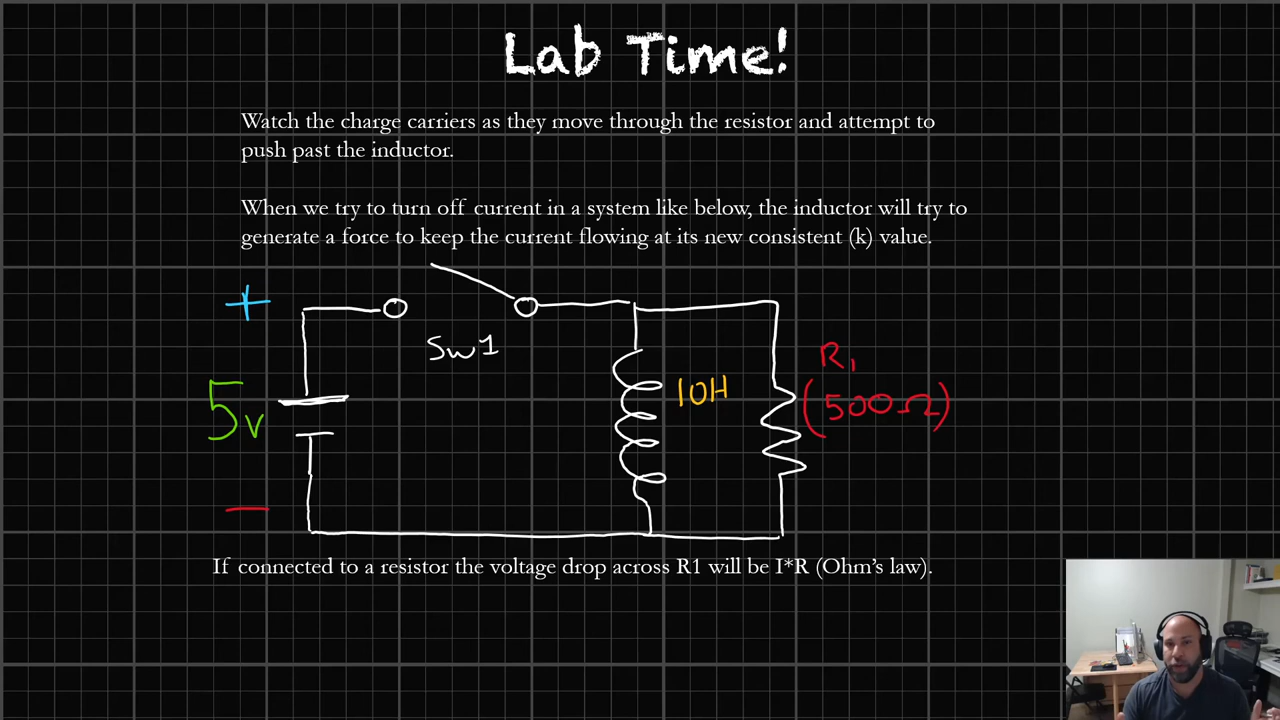 Lab Time!
Watch the charge carriers as they move through the resistor and attempt to
push past the inductor.
When we try to turn off current in a system like below, the inductor will try to
generate a force to keep the current flowing at its new consistent (k) value.
+
SW1
5v
10H
R1
(500Ω)
−
If connected to a resistor the voltage drop across R1 will be I*R (Ohm’s law).